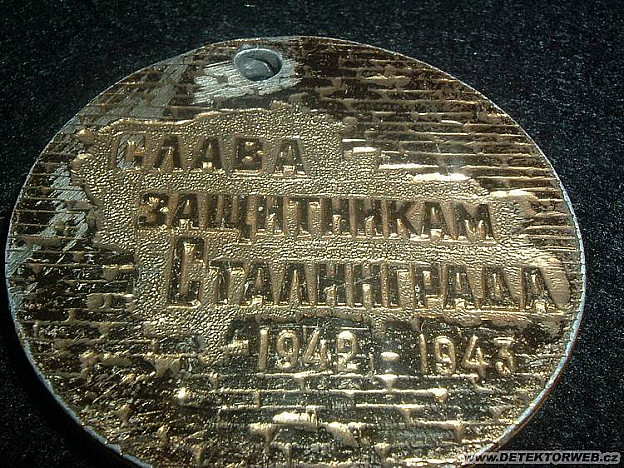 СЛАВА
ЗАЩИТНИКАМ
СТАЛИНГРАДА
1942 - 1943
www.DETEKTORWEB.cz